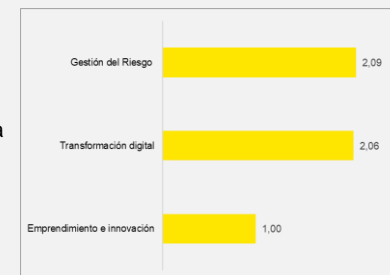 Gestión del Riesgo 2,09
a
Transformación digital 2,06
Emprendimiento e innovación 1,00